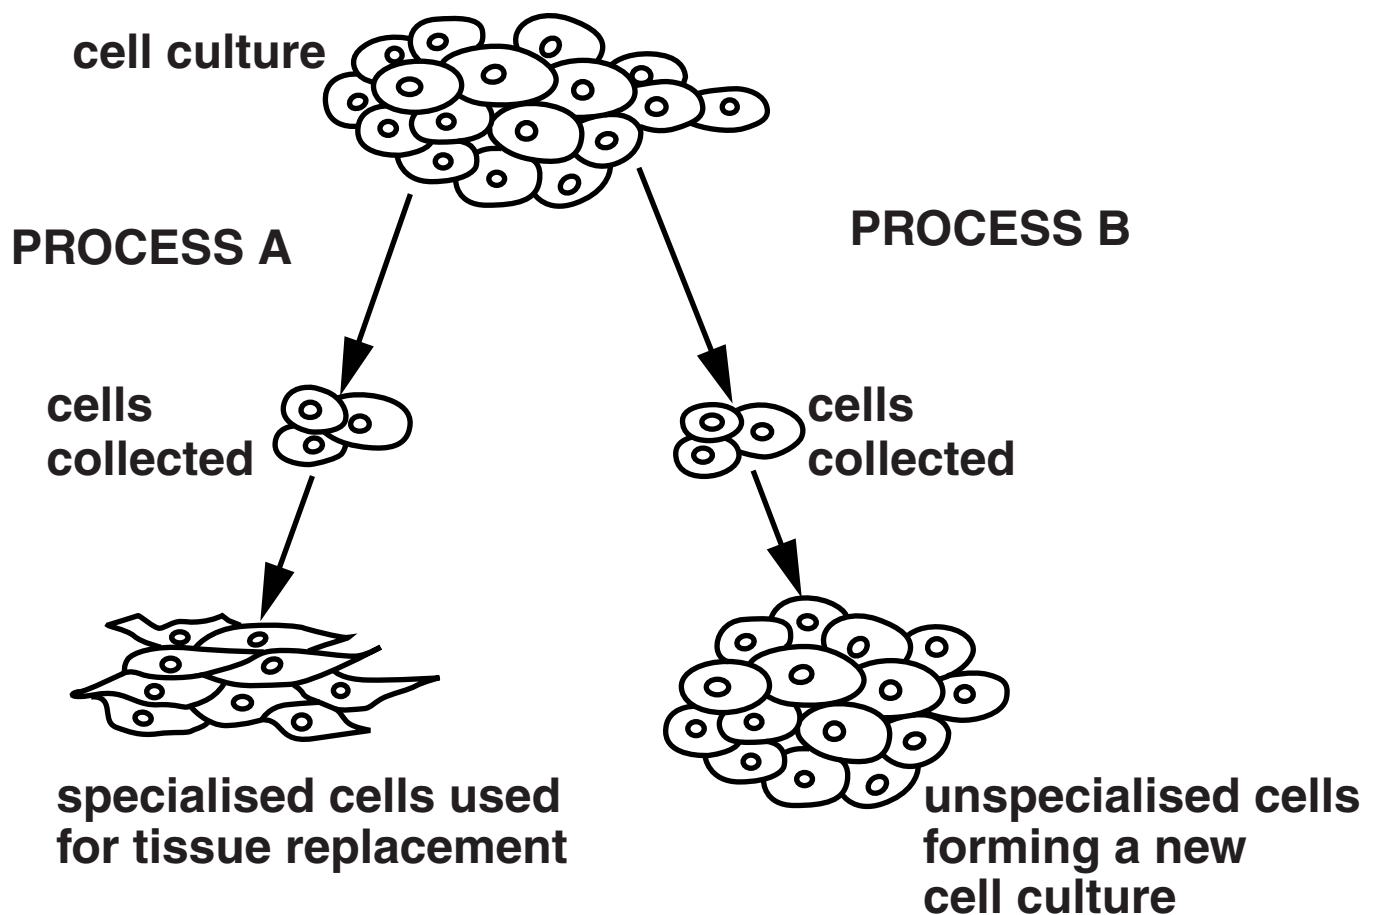 cell culture
PROCESS A
PROCESS B
cells
collected
cells
collected
specialised cells used
for tissue replacement
unspecialised cells
forming a new
cell culture